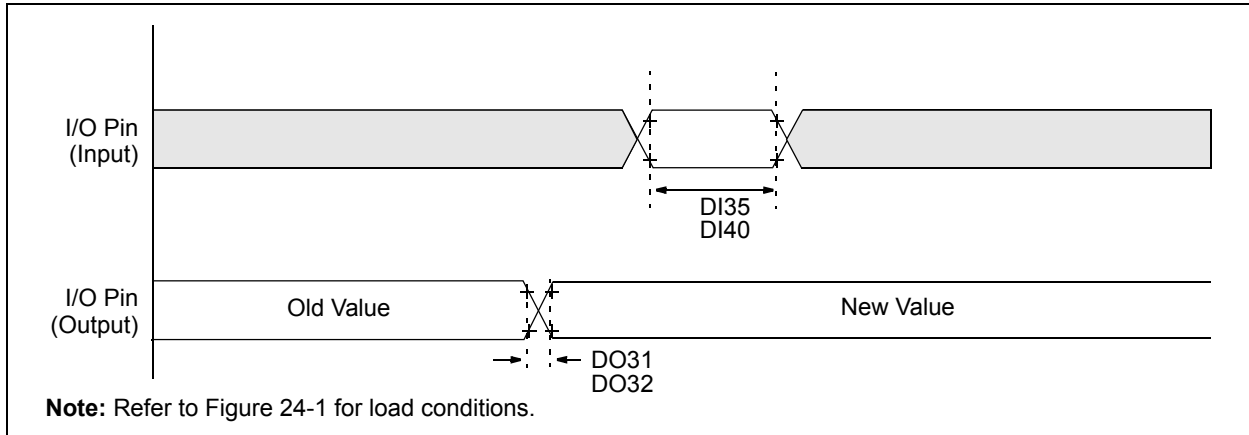 I/O Pin
(Input)
DI35
DI40
I/O Pin
(Output)
Old Value
New Value
DO31
DO32
Note: Refer to Figure 24-1 for load conditions.